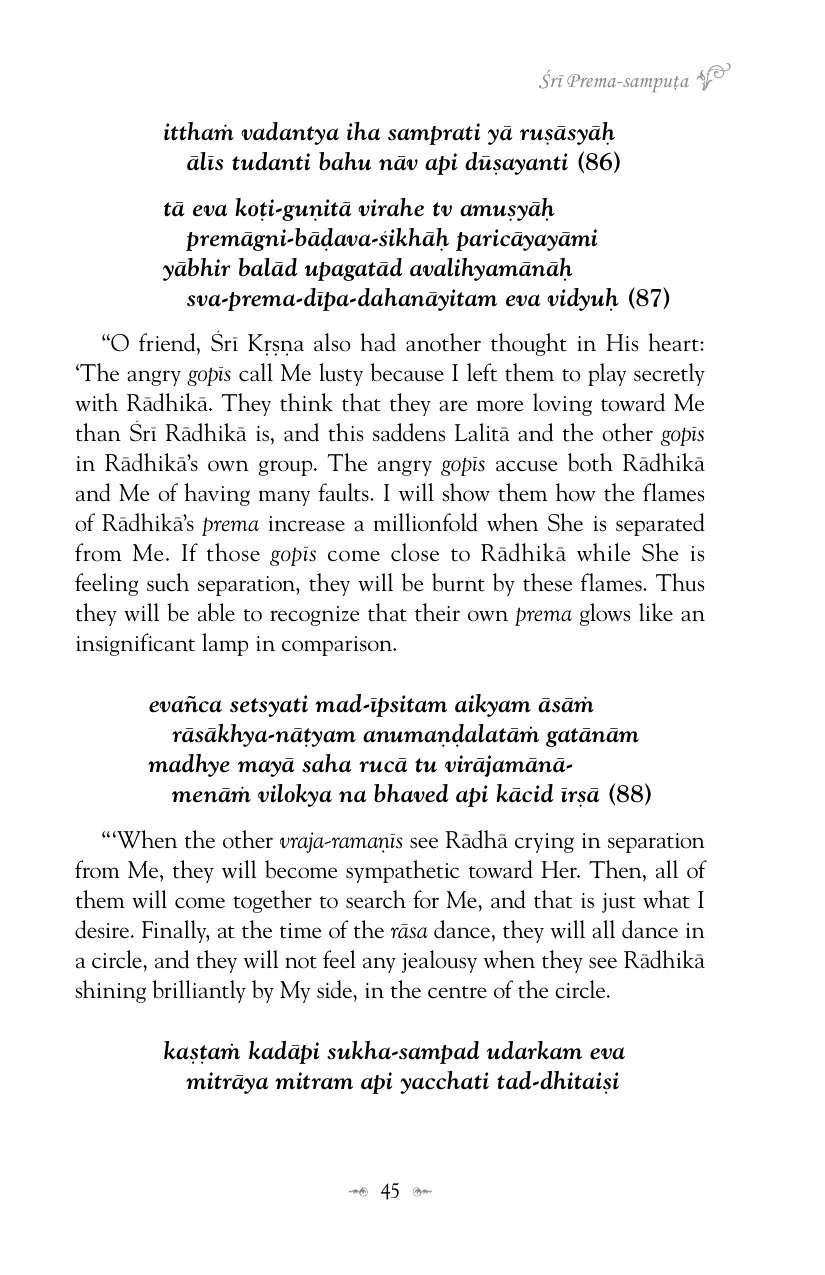 Śrī Prema-sampuṭa
itthaṁ vadantya iha samprati yā ruṣāsyāḥ
ālīs tudanti bahu nāv api dūṣayanti (86)
tā eva koṭi-guṇitā virahe tv amuṣyāḥ
premāgni-bāḍava-śikhāḥ paricāyayāmi
yābhir balād upagatād avalihyamānāḥ
sva-prema-dīpa-dahanāyitam eva vidyuḥ (87)
“O friend, Śrī Kṛṣṇa also had another thought in His heart:
‘The angry gopīs call Me lusty because I left them to play secretly
with Rādhikā. They think that they are more loving toward Me
than Śrī Rādhikā is, and this saddens Lalitā and the other gopīs
in Rādhikā’s own group. The angry gopīs accuse both Rādhikā
and Me of having many faults. I will show them how the flames
of Rādhikā’s prema increase a millionfold when She is separated
from Me. If those gopīs come close to Rādhikā while She is
feeling such separation, they will be burnt by these flames. Thus
they will be able to recognize that their own prema glows like an
insignificant lamp in comparison.
evañca setsyati mad-īpsitam aikyam āsāṁ
rāsākhya-nāṭyam anumaṇḍalatāṁ gatānām
madhye mayā saha rucā tu virājamānā-
menāṁ vilokya na bhaved api kācid īrṣā (88)
“‘When the other vraja-ramaṇīs see Rādhā crying in separation
from Me, they will become sympathetic toward Her. Then, all of
them will come together to search for Me, and that is just what I
desire. Finally, at the time of the rāsa dance, they will all dance in
a circle, and they will not feel any jealousy when they see Rādhikā
shining brilliantly by My side, in the centre of the circle.
kaṣṭaṁ kadāpi sukha-sampad udarkam eva
mitrāya mitram api yacchati tad-dhitaiṣi
45